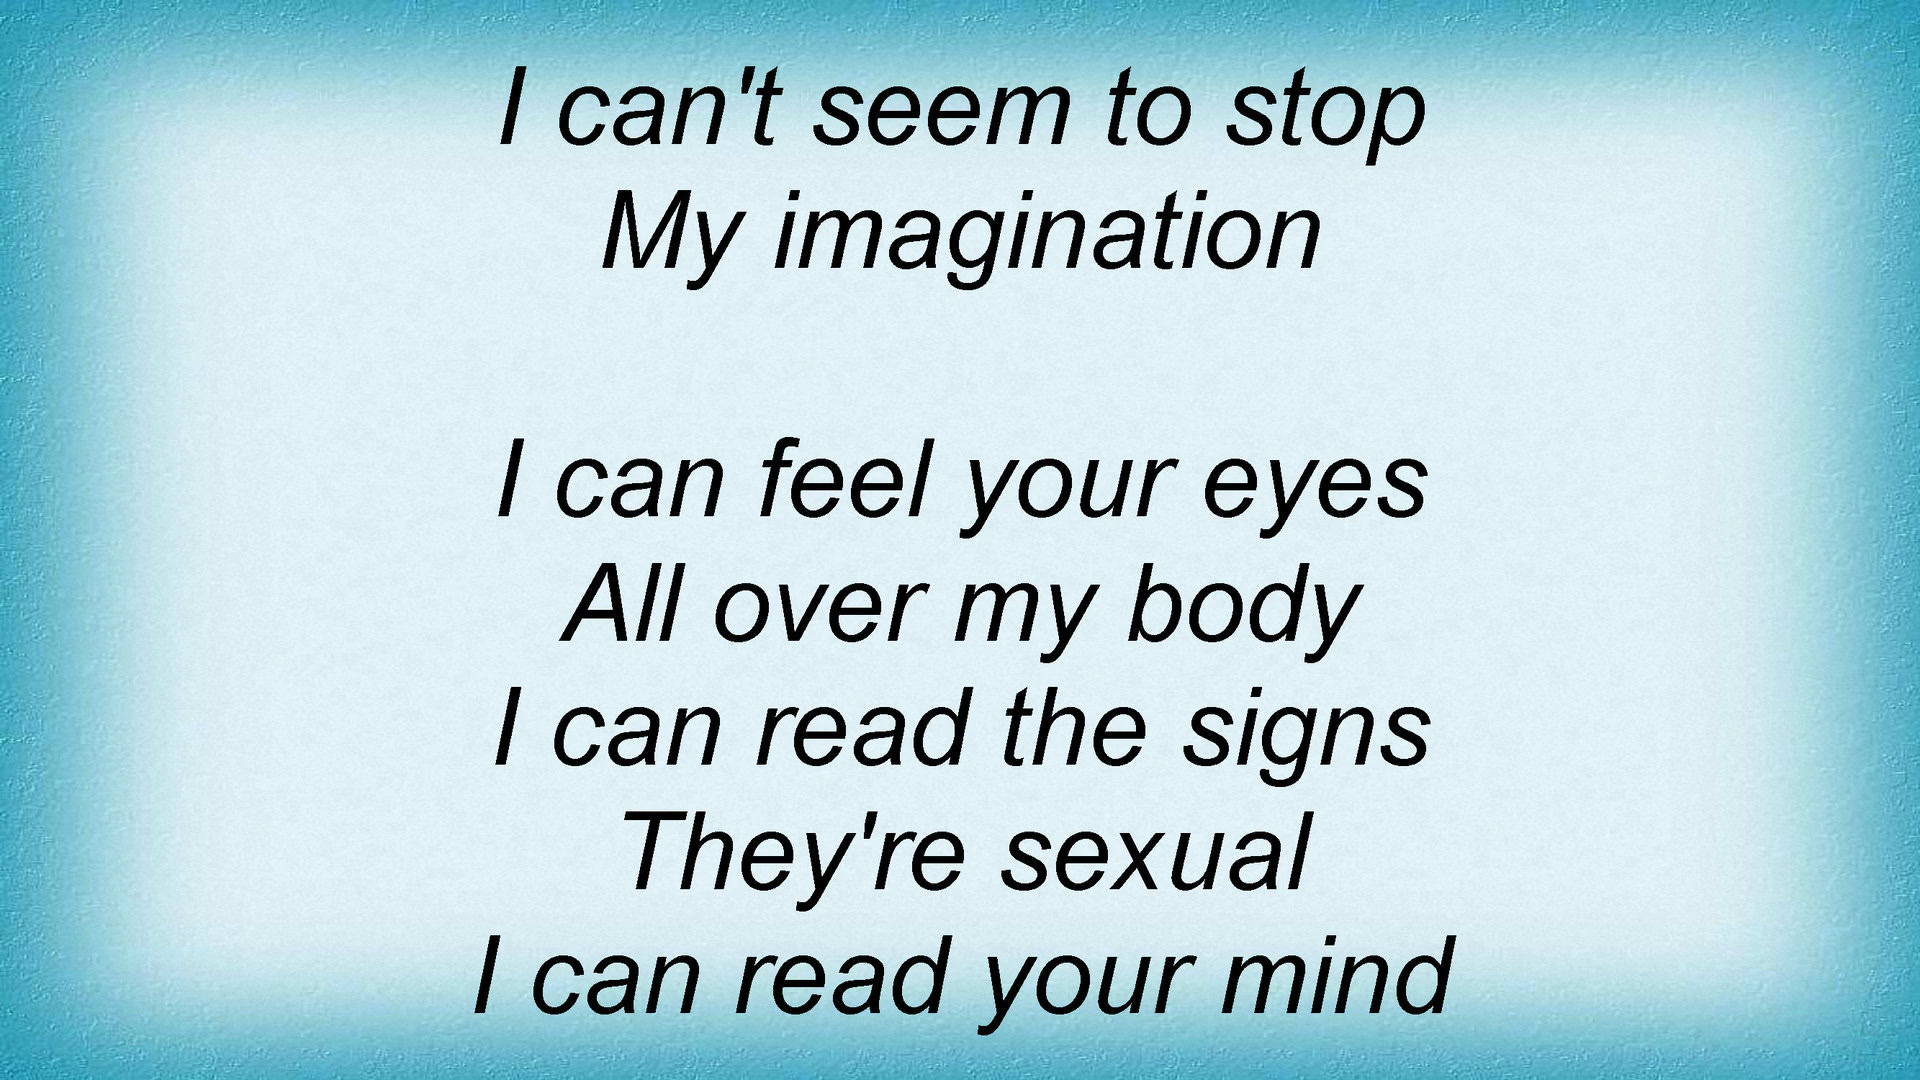 I can't seem to stop
My imagination
I can feel your eyes
All over my body
I can read the signs
They're sexual
I can read your mind